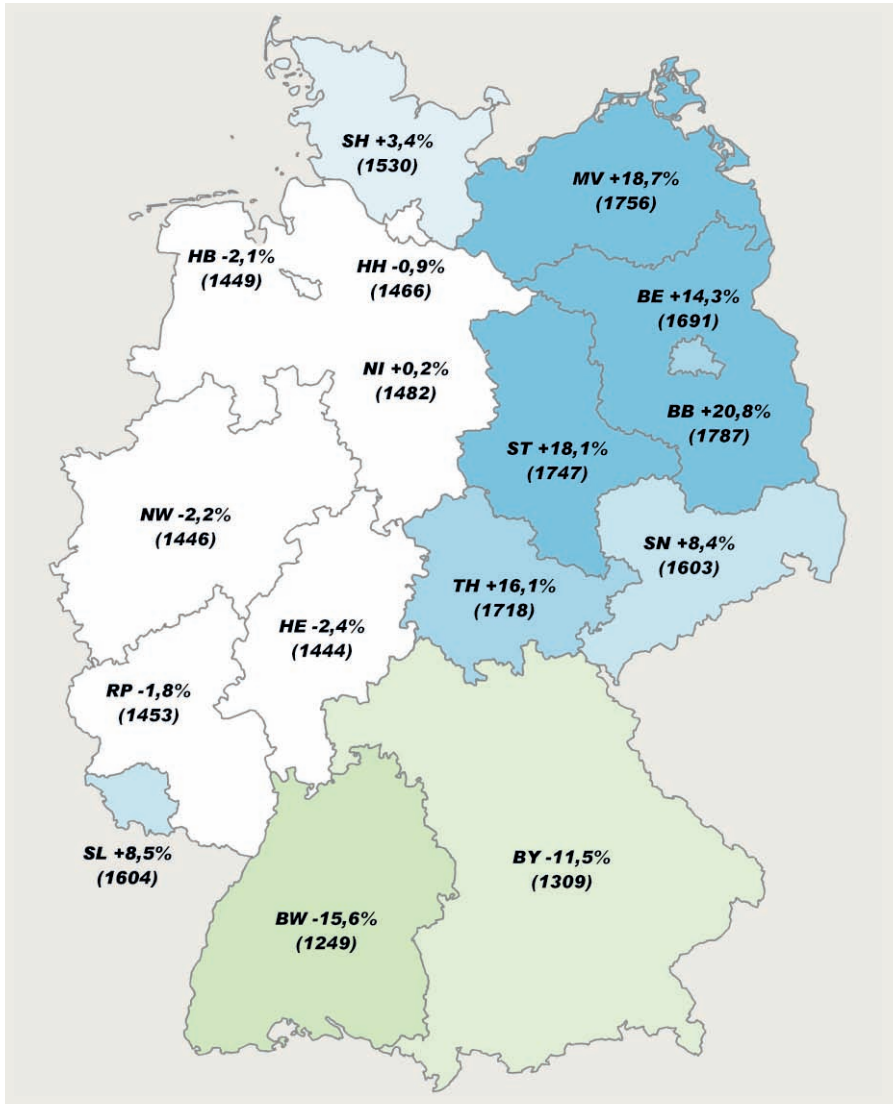 SH +3,4%
(1530)
MV +18,7%
(1756)
HB -2,1%
(1449)
HH -0,9%
(1466)
BE +14,3%
(1691)
NI +0,2%
(1482)
BB +20,8%
(1787)
ST +18,1%
(1747)
NW -2,2%
(1446)
SN +8,4%
(1603)
TH +16,1%
(1718)
HE -2,4%
(1444)
RP -1,8%
(1453)
SL +8,5%
(1604)
BY -11,5%
(1309)
BW -15,6%
(1249)